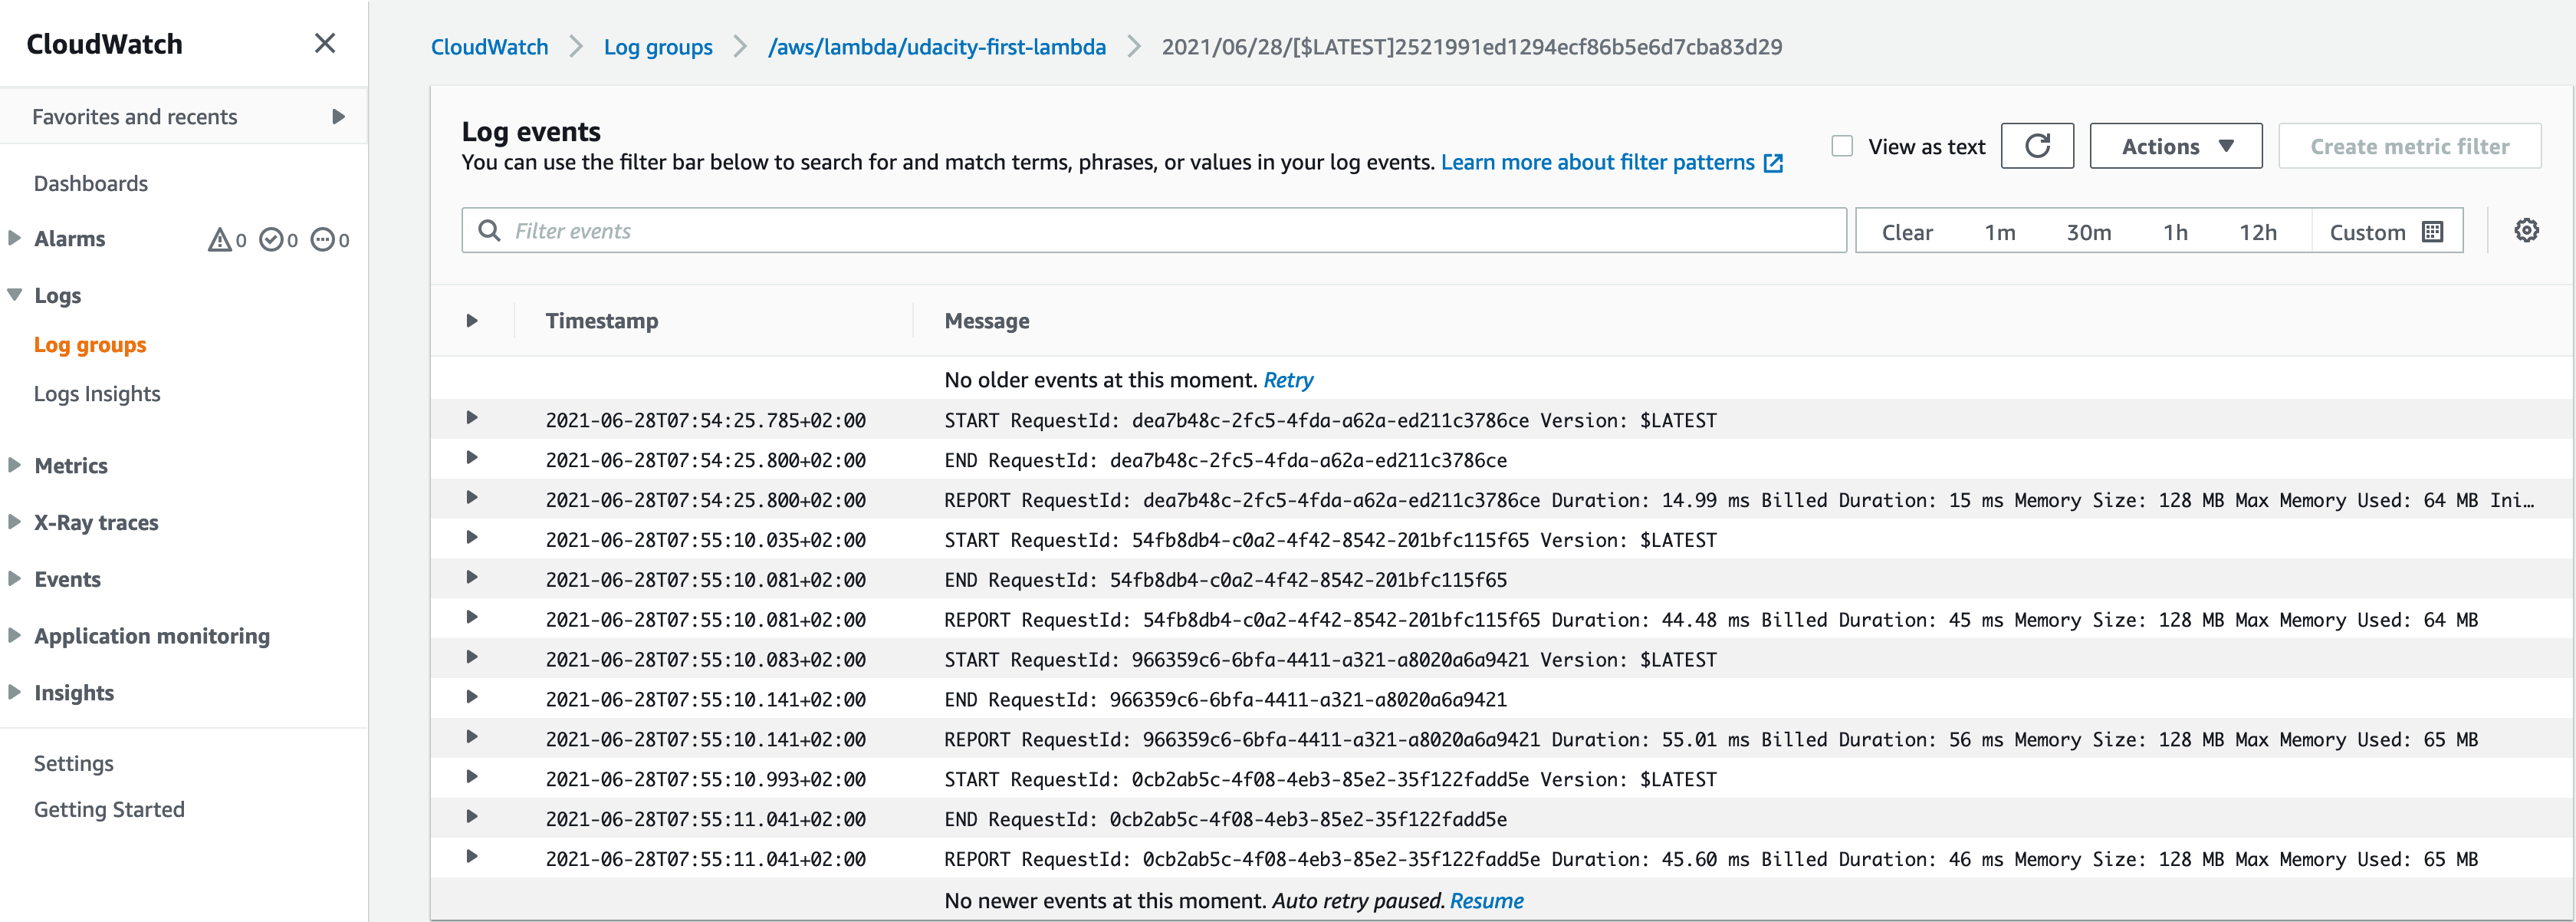 CloudWatch
Favorites and recents
Dashboards
Alarms 0 0 0
Logs
Log groups
Logs Insights
Metrics
X-Ray traces
Events
Application monitoring
Insights
Settings
Getting Started
CloudWatch Log groups /aws/lambda/udacity-first-lambda 2021/06/28/[$LATEST]2521991ed1294ecf86b5e6d7cba83d29
Log events
You can use the filter bar below to search for and match terms, phrases, or values in your log events. Learn more about filter patterns
View as text Actions Create metric filter
Filter events Clear 1m 30m 1h 12h Custom
Timestamp Message
No older events at this moment. Retry
2021-06-28T07:54:25.785+02:00 START RequestId: dea7b48c-2fc5-4fda-a62a-ed211c3786ce Version: $LATEST
2021-06-28T07:54:25.800+02:00 END RequestId: dea7b48c-2fc5-4fda-a62a-ed211c3786ce
2021-06-28T07:54:25.800+02:00 REPORT RequestId: dea7b48c-2fc5-4fda-a62a-ed211c3786ce Duration: 14.99 ms Billed Duration: 15 ms Memory Size: 128 MB Max Memory Used: 64 MB Ini…
2021-06-28T07:55:10.035+02:00 START RequestId: 54fb8db4-c0a2-4f42-8542-201bfc115f65 Version: $LATEST
2021-06-28T07:55:10.081+02:00 END RequestId: 54fb8db4-c0a2-4f42-8542-201bfc115f65
2021-06-28T07:55:10.081+02:00 REPORT RequestId: 54fb8db4-c0a2-4f42-8542-201bfc115f65 Duration: 44.48 ms Billed Duration: 45 ms Memory Size: 128 MB Max Memory Used: 64 MB
2021-06-28T07:55:10.083+02:00 START RequestId: 966359c6-6bfa-4411-a321-a8020a6a9421 Version: $LATEST
2021-06-28T07:55:10.141+02:00 END RequestId: 966359c6-6bfa-4411-a321-a8020a6a9421
2021-06-28T07:55:10.141+02:00 REPORT RequestId: 966359c6-6bfa-4411-a321-a8020a6a9421 Duration: 55.01 ms Billed Duration: 56 ms Memory Size: 128 MB Max Memory Used: 65 MB
2021-06-28T07:55:10.993+02:00 START RequestId: 0cb2ab5c-4f08-4eb3-85e2-35f122fadd5e Version: $LATEST
2021-06-28T07:55:11.041+02:00 END RequestId: 0cb2ab5c-4f08-4eb3-85e2-35f122fadd5e
2021-06-28T07:55:11.041+02:00 REPORT RequestId: 0cb2ab5c-4f08-4eb3-85e2-35f122fadd5e Duration: 45.60 ms Billed Duration: 46 ms Memory Size: 128 MB Max Memory Used: 65 MB
No newer events at this moment. Auto retry paused. Resume